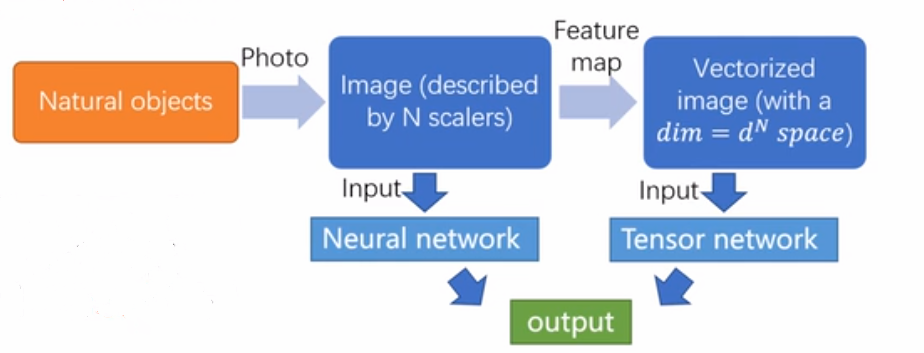 Natural objects
Photo
Image (described
by N scalers)
Feature
map
Vectorized
image (with a
dim = d^N space)
Input
Neural network
Input
Tensor network
output